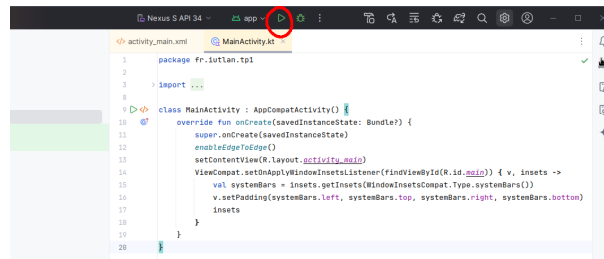 Nexus S API 34 app
activity_main.xml MainActivity.kt
1 package fr.iutlan.tp1
2
3 import ...
8
9 class MainActivity : AppCompatActivity() {
10 override fun onCreate(savedInstanceState: Bundle?) {
11 super.onCreate(savedInstanceState)
12 enableEdgeToEdge()
13 setContentView(R.layout.activity_main)
14 ViewCompat.setOnApplyWindowInsetsListener(findViewById(R.id.main)) { v, insets ->
15 val systemBars = insets.getInsets(WindowInsetsCompat.Type.systemBars())
16 v.setPadding(systemBars.left, systemBars.top, systemBars.right, systemBars.bottom)
17 insets
18 }
19 }
20 }